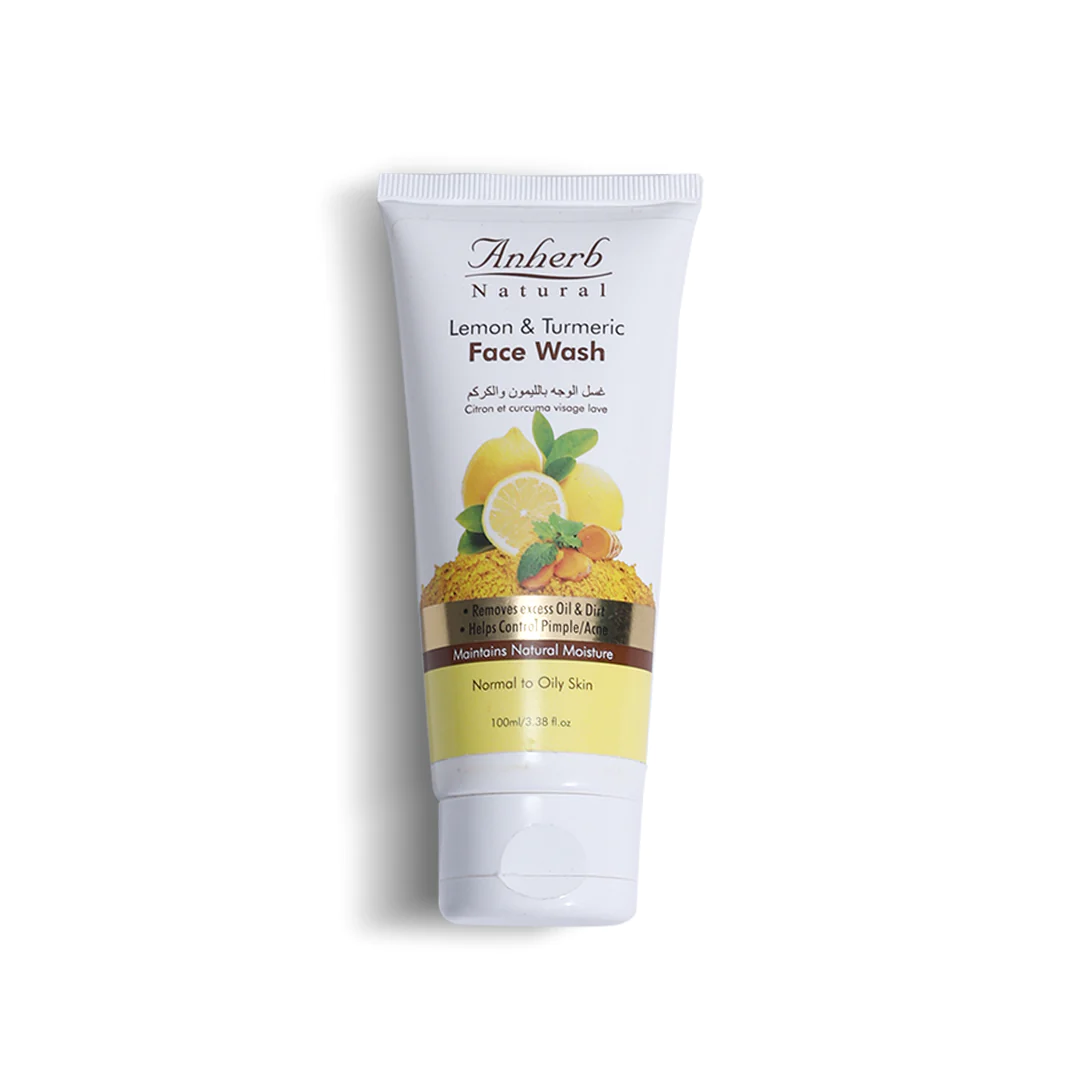 Anherb
Natural
Lemon & Turmeric
Face Wash
غسل الوجه بالليمون والكركم
Citron et curcuma visage lave
• Removes excess Oil & Dirt
• Helps Control Pimple/Acne
Maintains Natural Moisture
Normal to Oily Skin
100ml/3.38 fl.oz